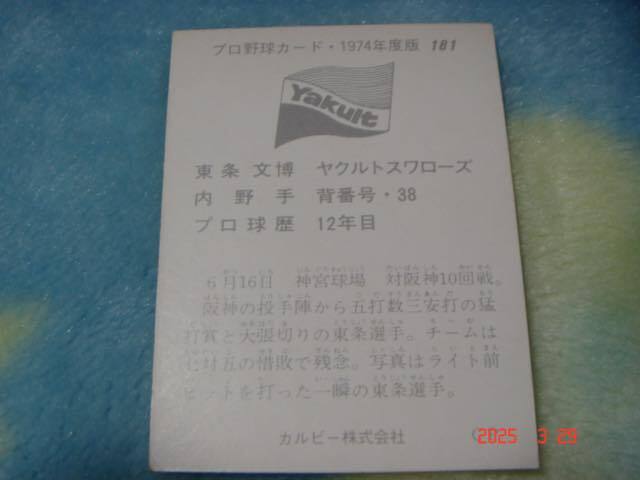 プロ野球カード・1974年度版 181
Yakult
東条 文博 ヤクルトスワローズ
内野手 背番号・38
プロ球歴 12年目
6月16日 神宮球場 対阪神10回戦。
阪神の投手陣から五打数三安打の猛
打賞と大張切りの東条選手。チームは
七対五の惜敗で残念。写真はライト前
ヒットを打った一瞬の東条選手。
カルビー株式会社
2025 3 29